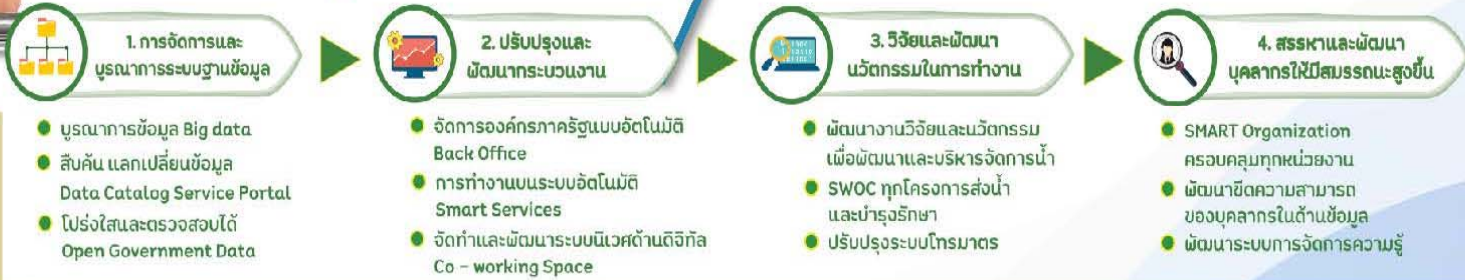 1. การจัดการและ
บูรณาการระบบฐานข้อมูล
บูรณาการข้อมูล Big data
สืบค้น แลกเปลี่ยนข้อมูล
Data Catalog Service Portal
โปร่งใสและตรวจสอบได้
Open Government Data
2. ปรับปรุงและ
พัฒนากระบวนงาน
จัดการองค์กรภาครัฐแบบอัตโนมัติ
Back Office
การทำงานบนระบบอัตโนมัติ
Smart Services
จัดทำและพัฒนาระบบนิเวศด้านดิจิทัล
Co - working Space
3. วิจัยและพัฒนา
นวัตกรรมในการทำงาน
พัฒนางานวิจัยและนวัตกรรม
เพื่อพัฒนาและบริหารจัดการน้ำ
SWOC ทุกโครงการส่งน้ำ
และบำรุงรักษา
ปรับปรุงระบบโทรมาตร
4. สรรหาและพัฒนา
บุคลากรให้มีสมรรถนะสูงขึ้น
SMART Organization
ครอบคลุมทุกหน่วยงาน
พัฒนาขีดความสามารถ
ของบุคลากรในด้านข้อมูล
พัฒนาระบบการจัดการความรู้